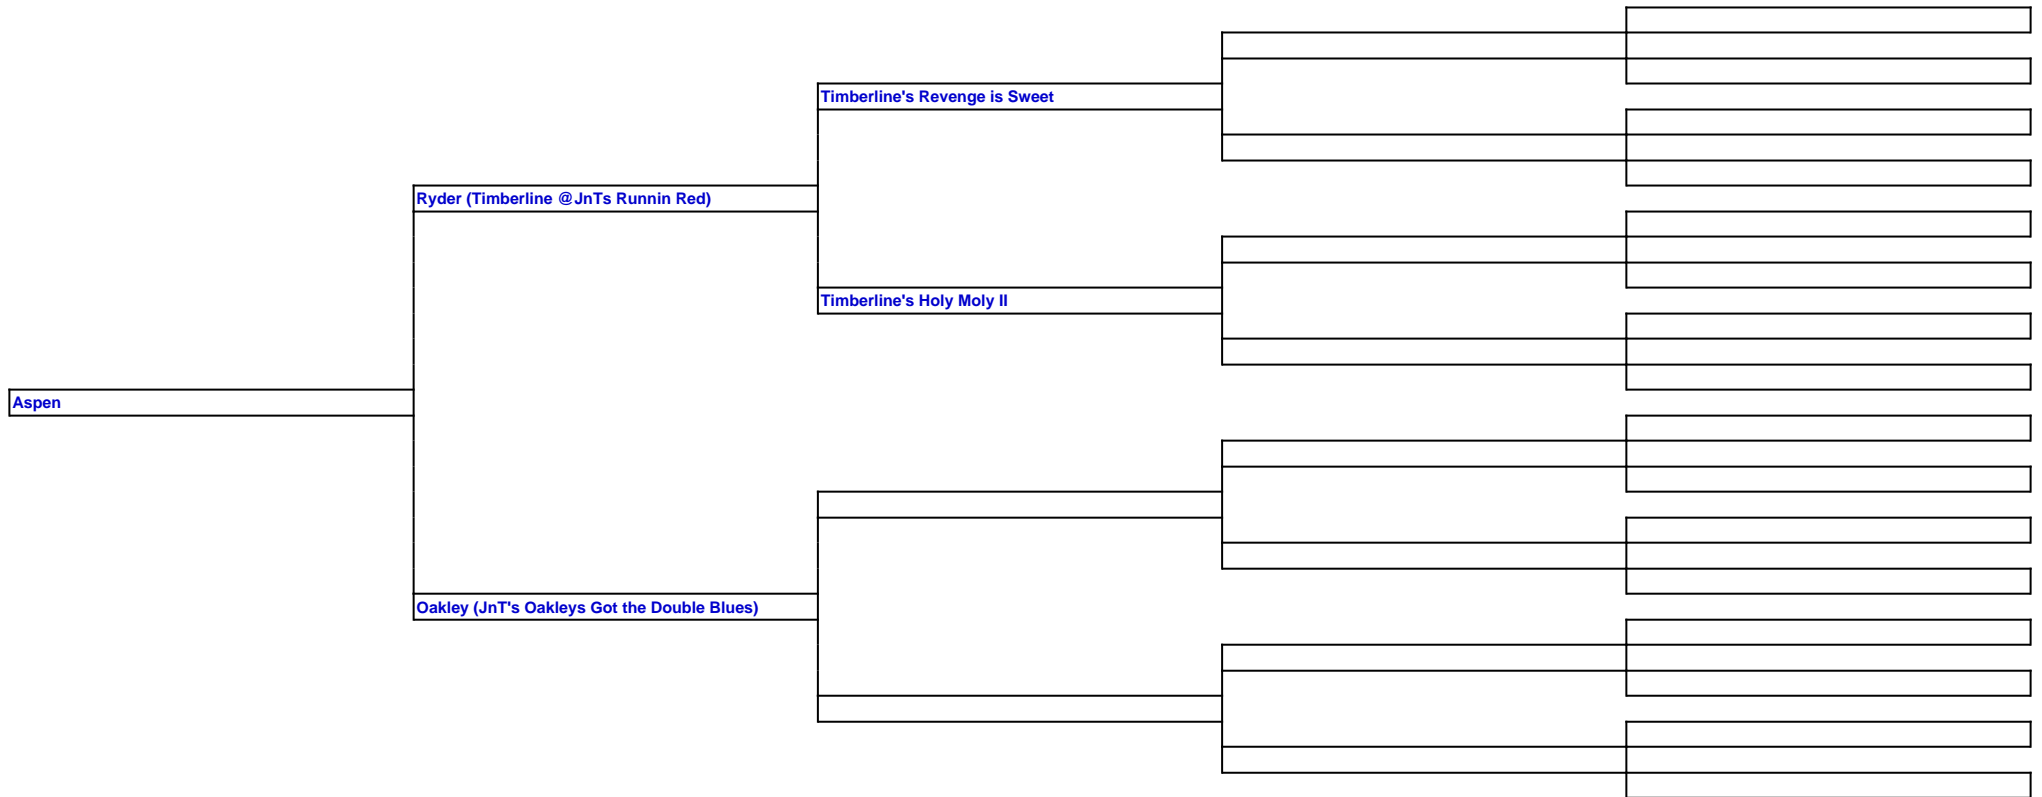 Timberline's Revenge is Sweet
Ryder (Timberline @JnTs Runnin Red)
Timberline's Holy Moly II
Aspen
Oakley (JnT's Oakleys Got the Double Blues)